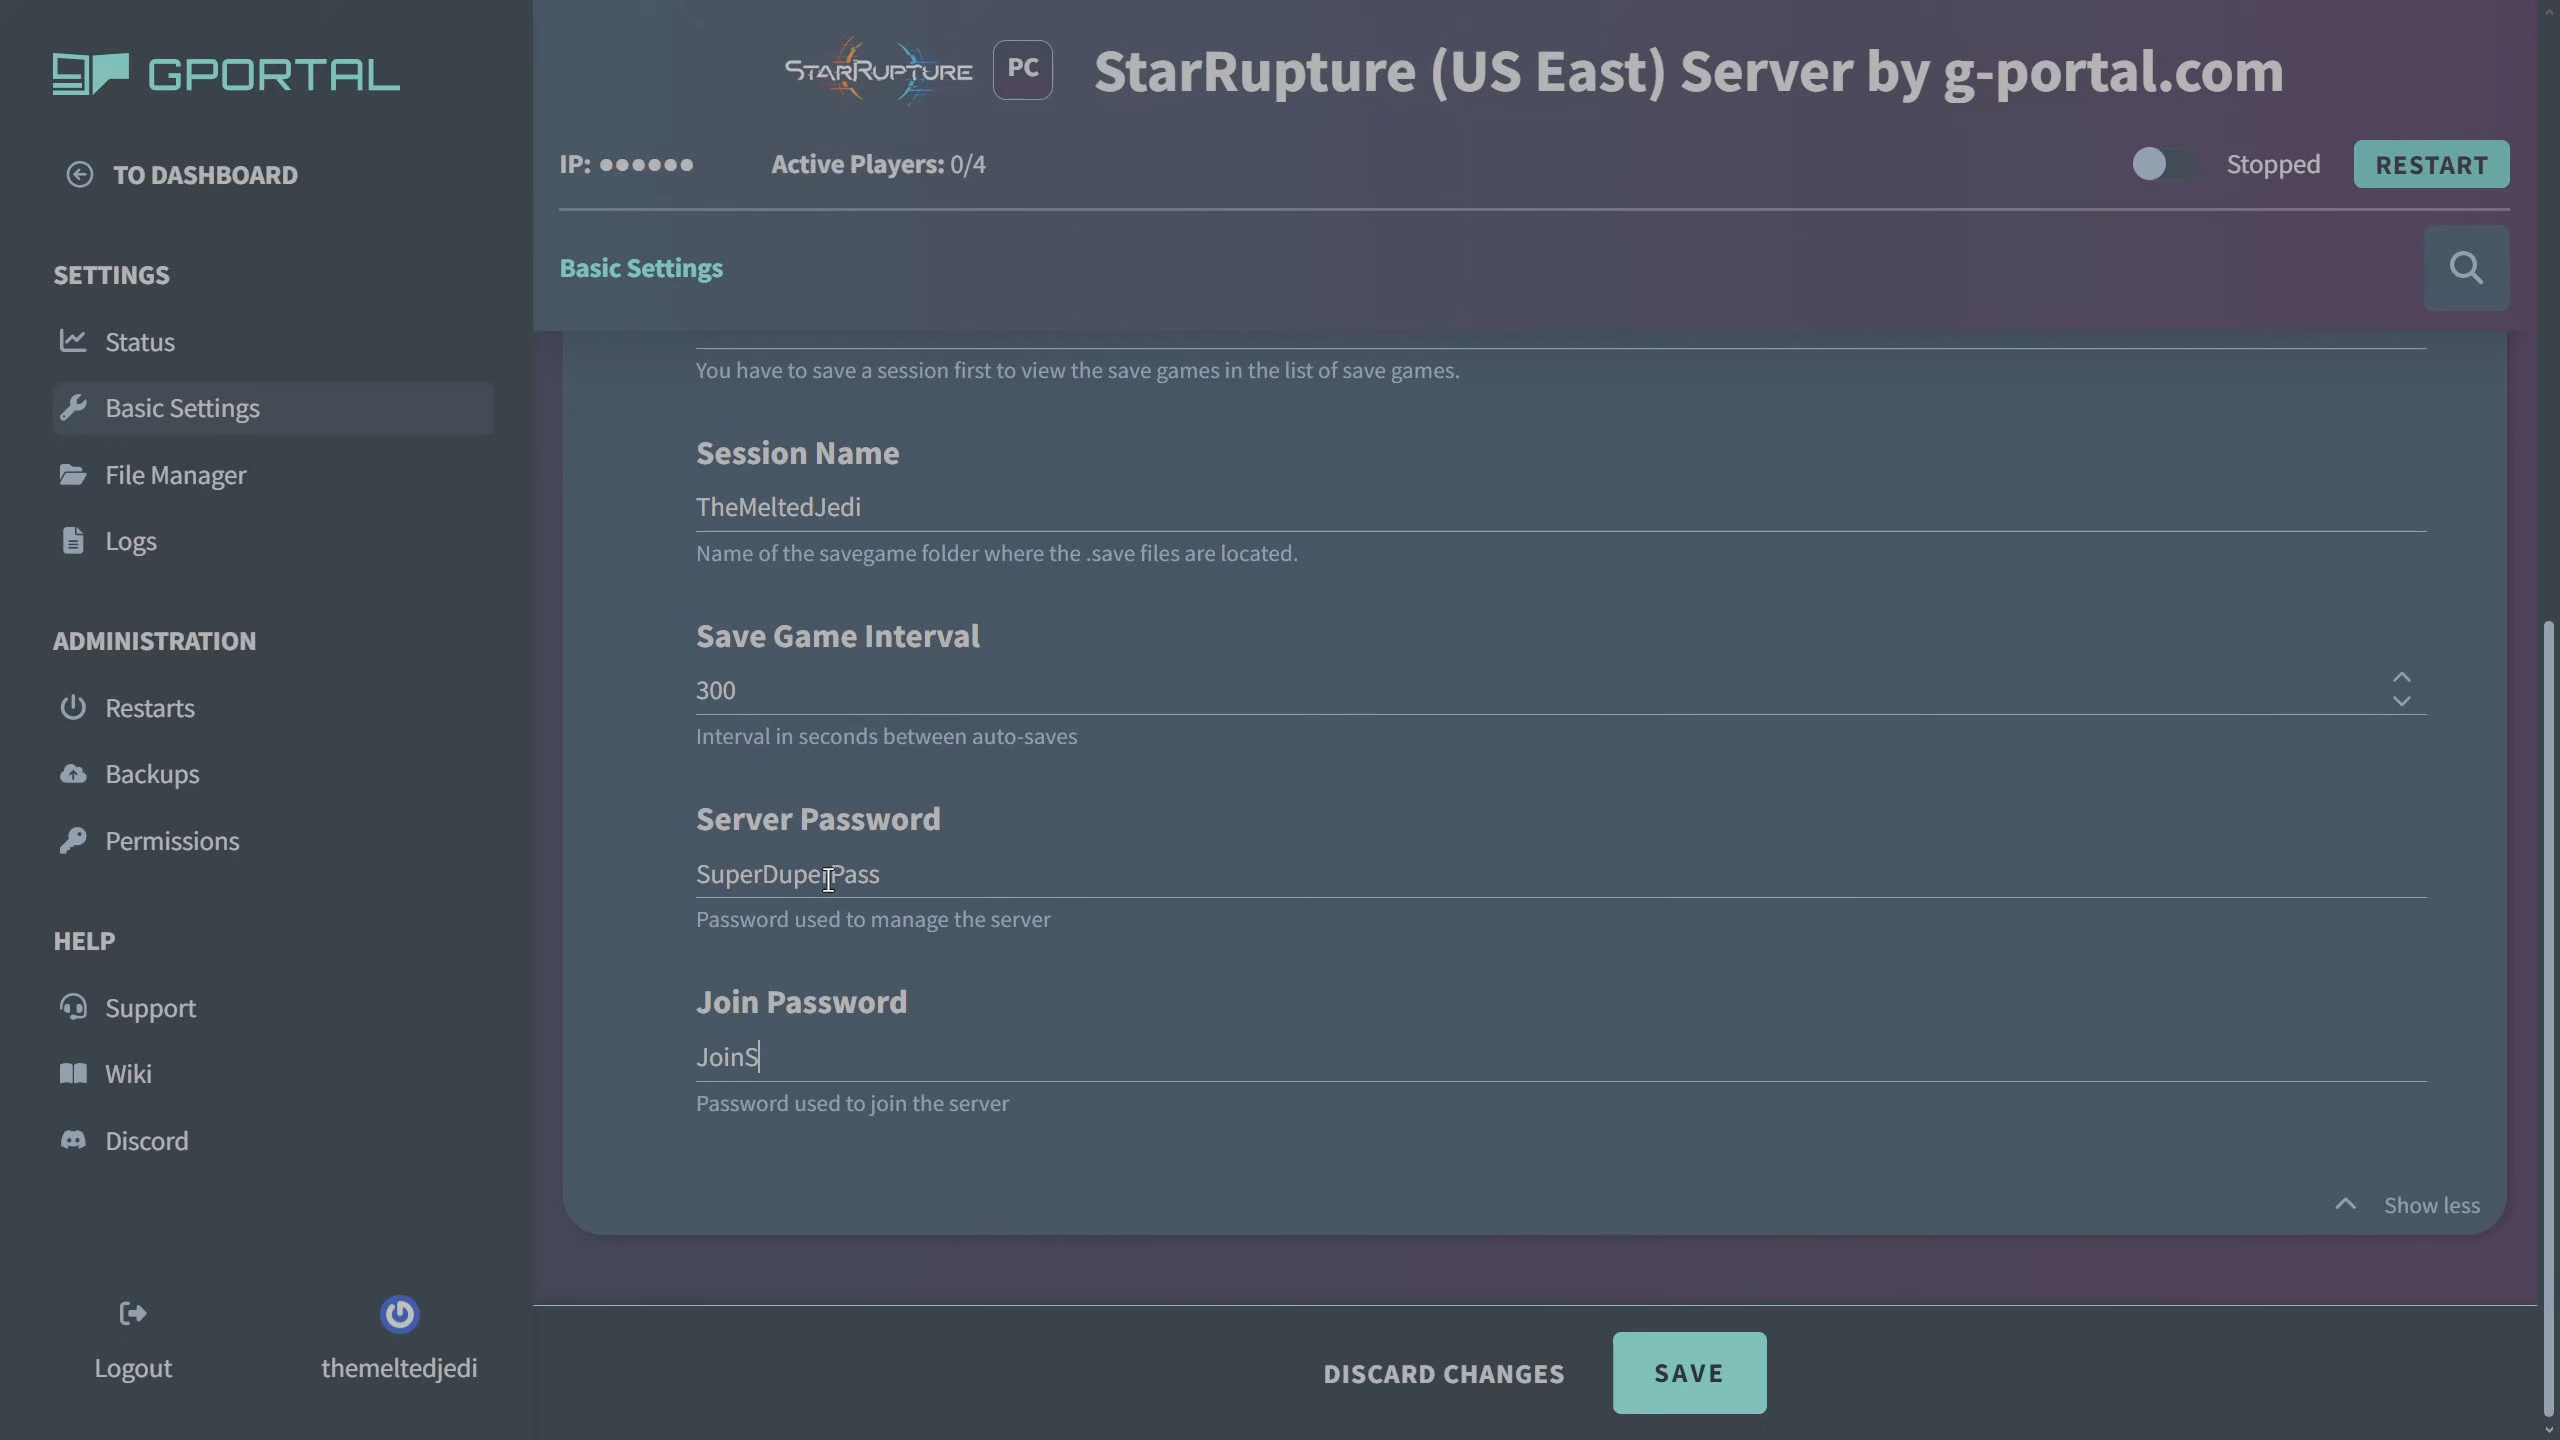 GPORTAL
TO DASHBOARD
SETTINGS
Status
Basic Settings
File Manager
Logs
ADMINISTRATION
Restarts
Backups
Permissions
HELP
Support
Wiki
Discord
Logout
themeltedjedi
STARRUPTURE
PC
StarRupture (US East) Server by g-portal.com
IP: ●●●●●●
Active Players: 0/4
Stopped
RESTART
Basic Settings
You have to save a session first to view the save games in the list of save games.
Session Name
TheMeltedJedi
Name of the savegame folder where the .save files are located.
Save Game Interval
300
Interval in seconds between auto-saves
Server Password
SuperDuperPass
Password used to manage the server
Join Password
JoinS
Password used to join the server
Show less
DISCARD CHANGES
SAVE